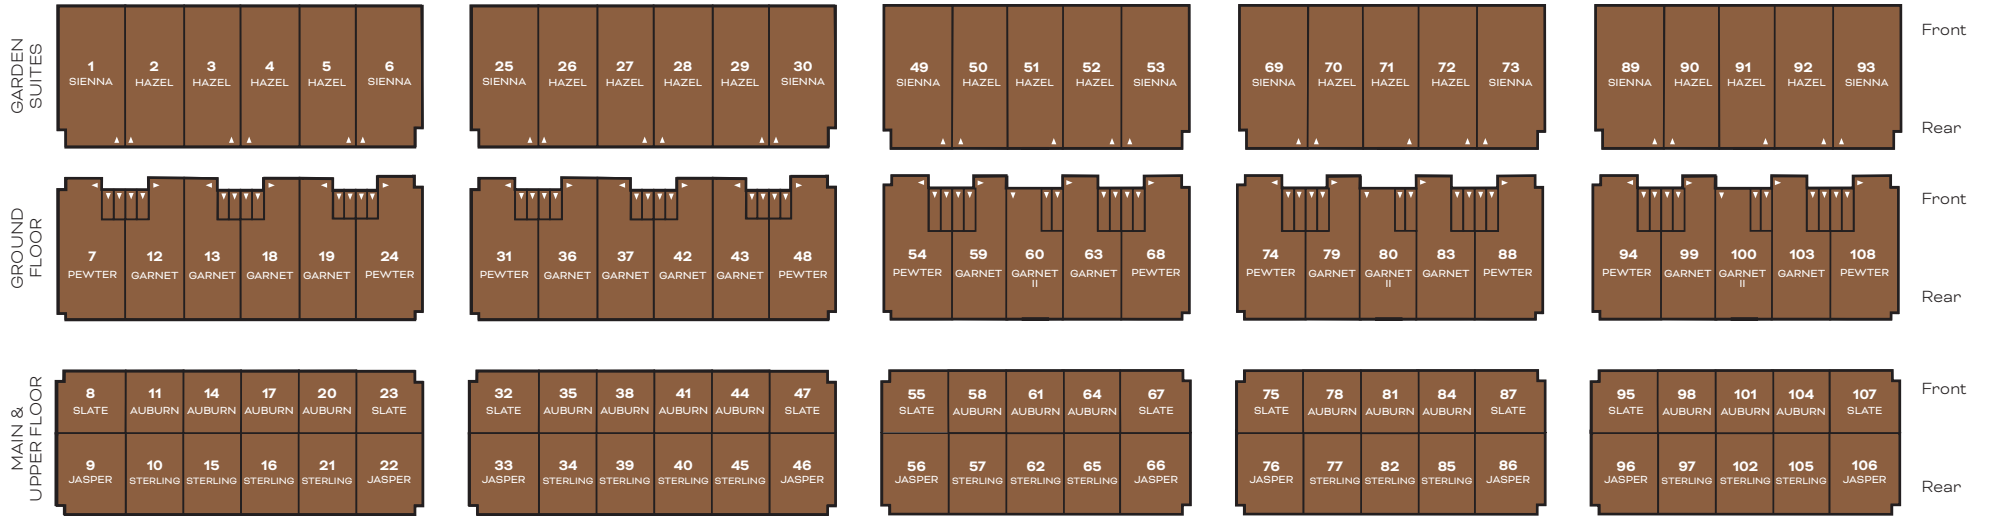 GARDEN
SUITES
1 2 3 4 5 6
SIENNA HAZEL HAZEL HAZEL HAZEL SIENNA
25 26 27 28 29 30
SIENNA HAZEL HAZEL HAZEL HAZEL SIENNA
49 50 51 52 53
SIENNA HAZEL HAZEL HAZEL SIENNA
69 70 71 72 73
SIENNA HAZEL HAZEL HAZEL SIENNA
89 90 91 92 93
SIENNA HAZEL HAZEL HAZEL SIENNA
Front
Rear
GROUND
FLOOR
7 12 13 18 19 24
PEWTER GARNET GARNET GARNET GARNET PEWTER
31 36 37 42 43 48
PEWTER GARNET GARNET GARNET GARNET PEWTER
54 59 60 63 68
PEWTER GARNET GARNET GARNET PEWTER
II
74 79 80 83 88
PEWTER GARNET GARNET GARNET PEWTER
II
94 99 100 103 108
PEWTER GARNET GARNET GARNET PEWTER
II
Front
Rear
MAIN &
UPPER FLOOR
8 11 14 17 20 23
SLATE AUBURN AUBURN AUBURN AUBURN SLATE
9 10 15 16 21 22
JASPER STERLING STERLING STERLING STERLING JASPER
32 35 38 41 44 47
SLATE AUBURN AUBURN AUBURN AUBURN SLATE
33 34 39 40 45 46
JASPER STERLING STERLING STERLING STERLING JASPER
55 58 61 64 67
SLATE AUBURN AUBURN AUBURN SLATE
56 57 62 65 66
JASPER STERLING STERLING STERLING JASPER
75 78 81 84 87
SLATE AUBURN AUBURN AUBURN SLATE
76 77 82 85 86
JASPER STERLING STERLING STERLING JASPER
95 98 101 104 107
SLATE AUBURN AUBURN AUBURN SLATE
96 97 102 105 106
JASPER STERLING STERLING STERLING JASPER
Front
Rear